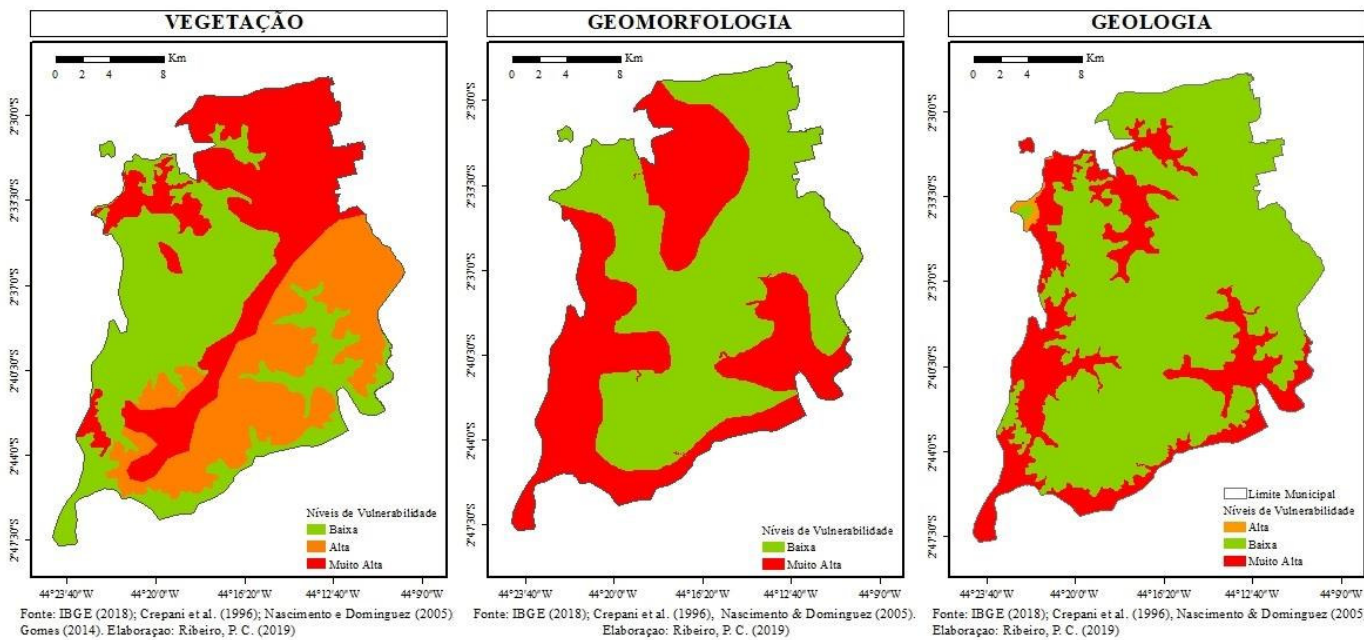 VEGETAÇÃO
Km
0 2 4 8
2°30'0"S
2°33'30"S
2°37'0"S
2°40'30"S
2°44'0"S
2°47'30"S
Níveis de Vulnerabilidade
Baixa
Alta
Muito Alta
44°23'40"W 44°20'0"W 44°16'20"W 44°12'40"W 44°9'0"W
Fonte: IBGE (2018); Crepani et al. (1996); Nascimento e Dominguez (2005)
Gomes (2014). Elaboraçao: Ribeiro, P. C. (2019)
GEOMORFOLOGIA
Km
0 2 4 8
2°30'0"S
2°33'30"S
2°37'0"S
2°40'30"S
2°44'0"S
2°47'30"S
Níveis de Vulnerabilidade
Baixa
Muito Alta
44°23'40"W 44°20'0"W 44°16'20"W 44°12'40"W 44°9'0"W
Fonte: IBGE (2018); Crepani et al. (1996), Nascimento & Dominguez (2005).
Elaboraçao: Ribeiro, P. C. (2019)
GEOLOGIA
Km
0 2 4 8
2°30'0"S
2°33'30"S
2°37'0"S
2°40'30"S
2°44'0"S
2°47'30"S
Limite Municipal
Níveis de Vulnerabilidade
Alta
Baixa
Muito Alta
44°23'40"W 44°20'0"W 44°16'20"W 44°12'40"W 44°9'0"W
Fonte: IBGE (2018); Crepani et al. (1996), Nascimento & Dominguez (2005)
Elaboraçao: Ribeiro, P. C. (2019)